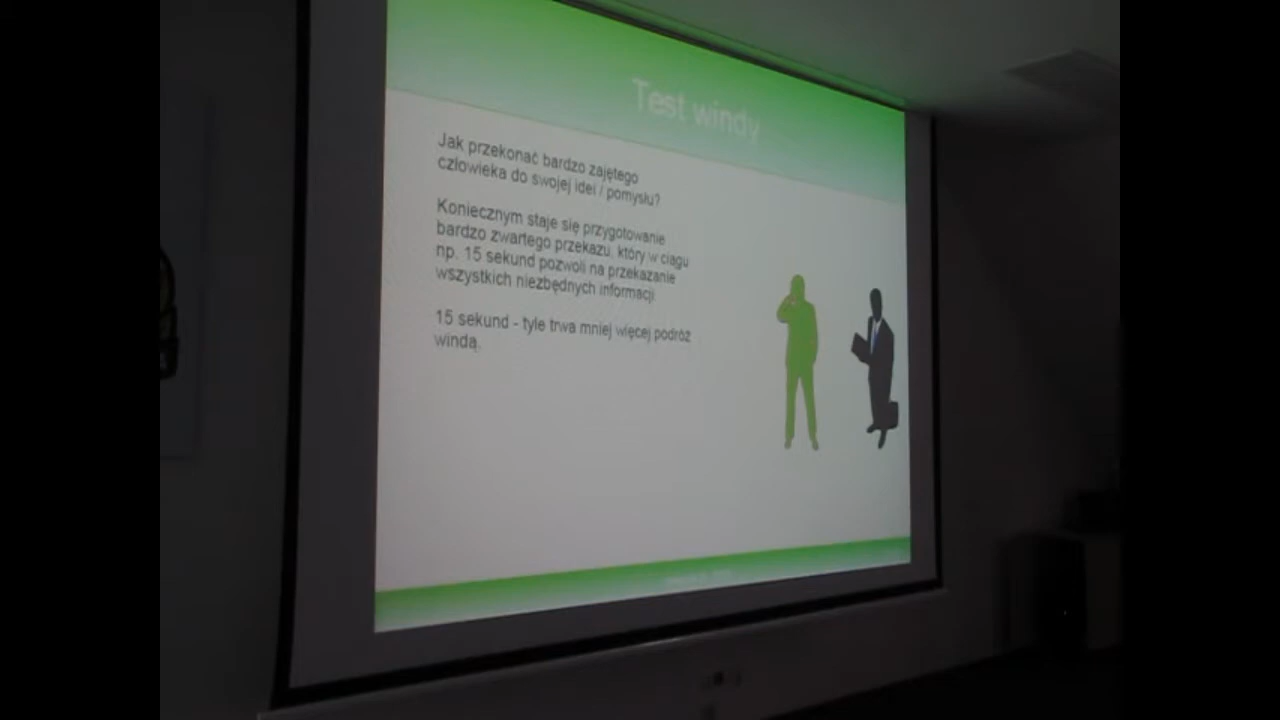 Test windy
Jak przekonać bardzo zajętego
człowieka do swojej idei / pomysłu?
Koniecznym staje się przygotowanie
bardzo zwartego przekazu, który w ciągu
np. 15 sekund pozwoli na przekazanie
wszystkich niezbędnych informacji.
15 sekund - tyle trwa mniej więcej podróż
windą.